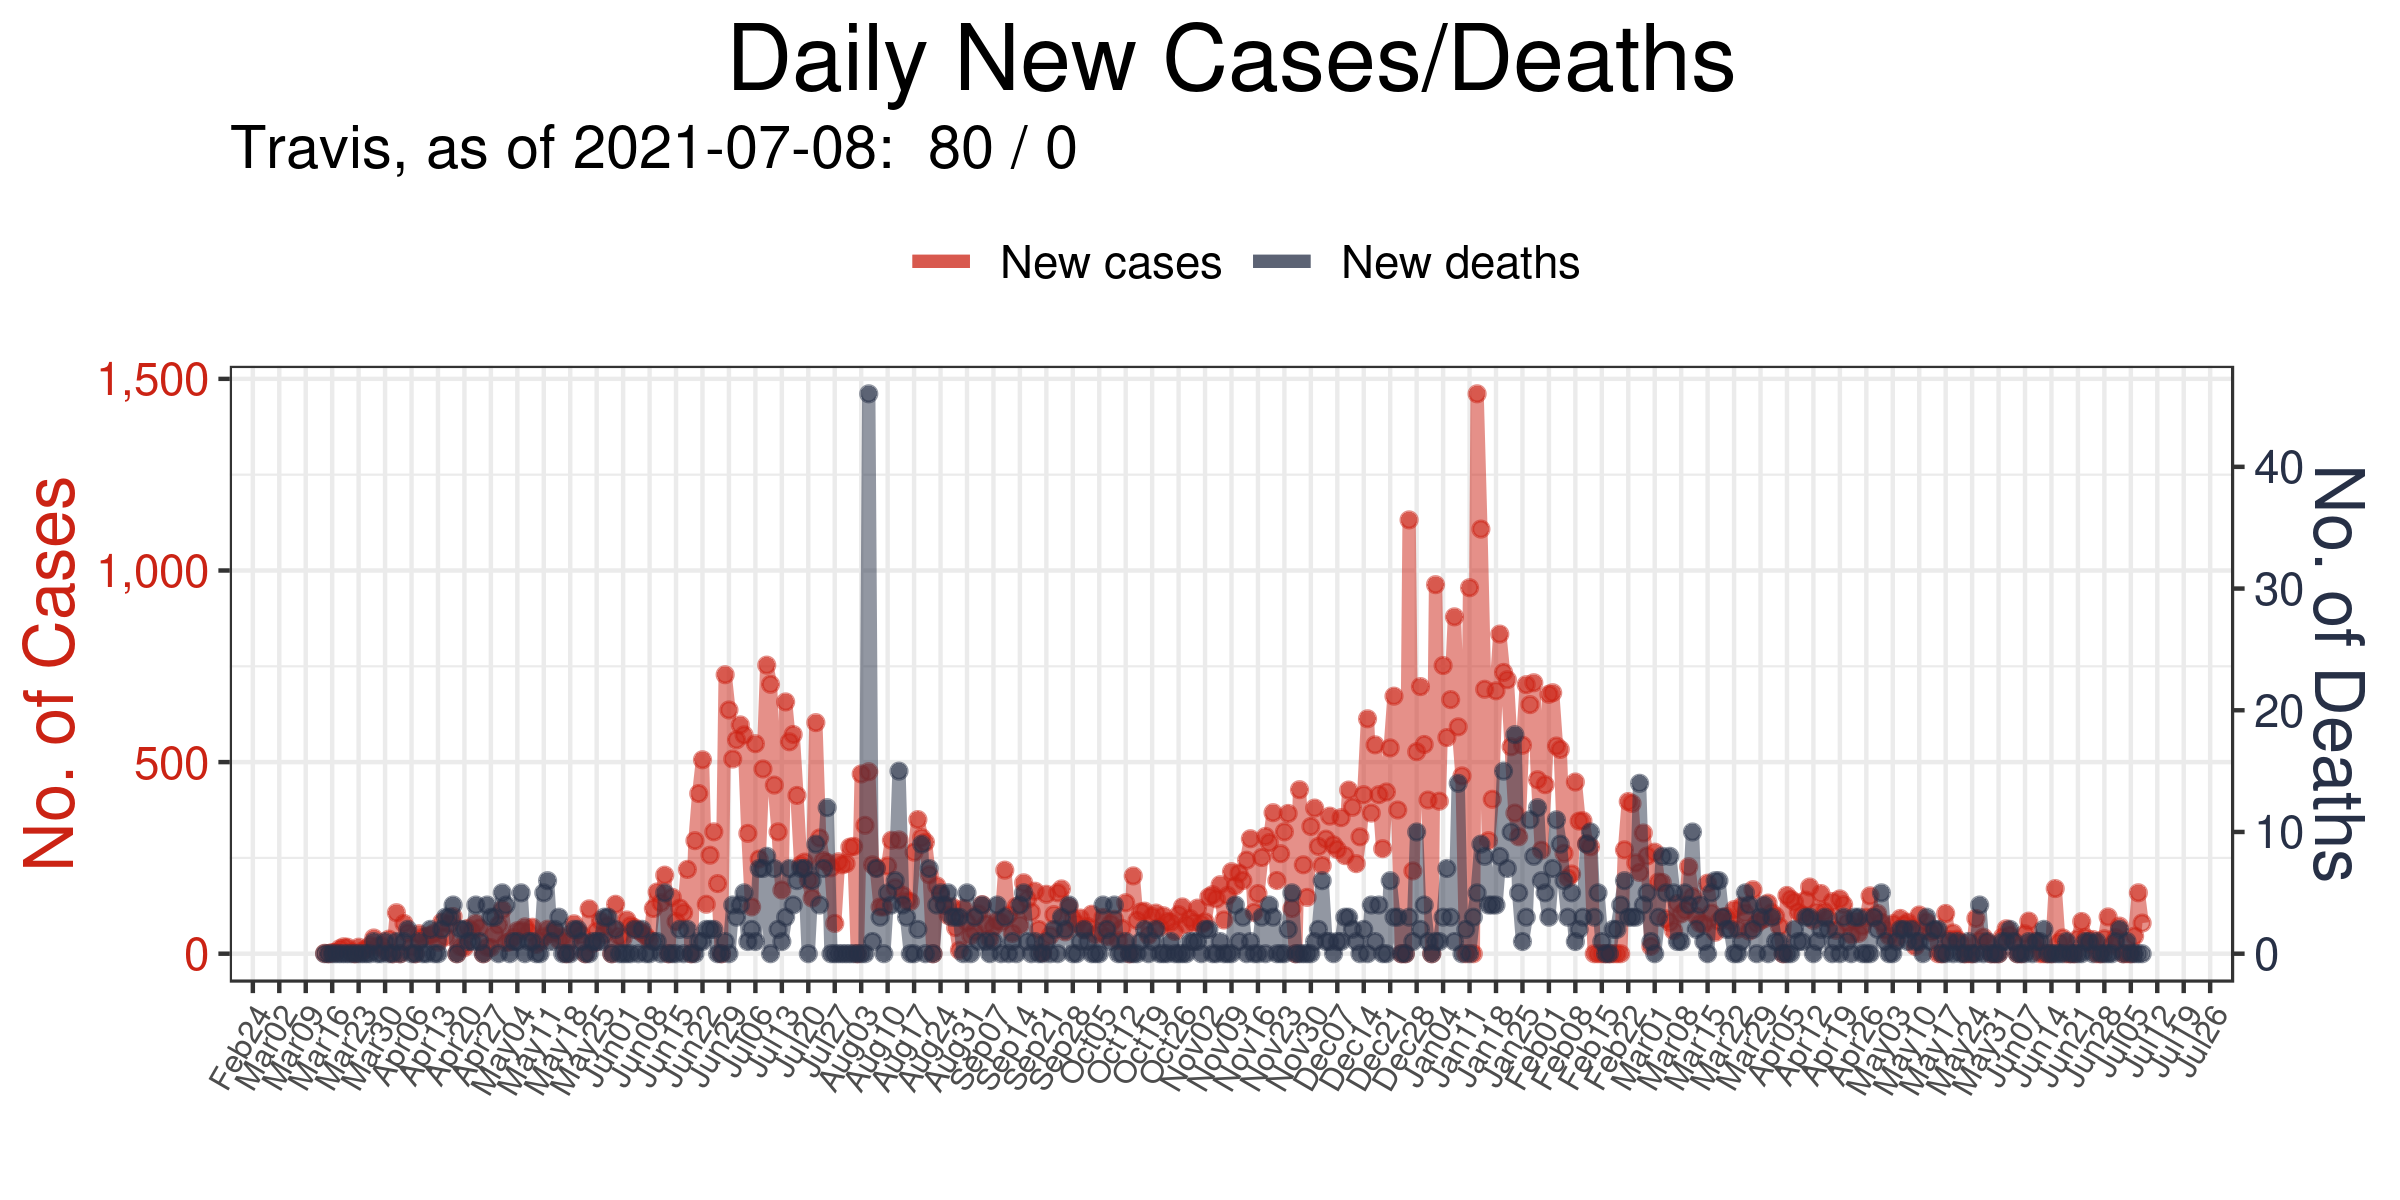 Daily New Cases/Deaths
Travis, as of 2021-07-08:  80 / 0
New cases
New deaths
No. of Cases
1,500
1,000
500
0
40
30
20
10
0
No. of Deaths
Feb24
Mar02
Mar09
Mar16
Mar23
Mar30
Apr06
Apr13
Apr20
Apr27
May04
May11
May18
May25
Jun01
Jun08
Jun15
Jun22
Jun29
Jul06
Jul13
Jul20
Jul27
Aug03
Aug10
Aug17
Aug24
Aug31
Sep07
Sep14
Sep21
Sep28
Oct05
Oct12
Oct19
Oct26
Nov02
Nov09
Nov16
Nov23
Nov30
Dec07
Dec14
Dec21
Dec28
Jan04
Jan11
Jan18
Jan25
Feb01
Feb08
Feb15
Feb22
Mar01
Mar08
Mar15
Mar22
Mar29
Apr05
Apr12
Apr19
Apr26
May03
May10
May17
May24
May31
Jun07
Jun14
Jun21
Jun28
Jul05
Jul12
Jul19
Jul26